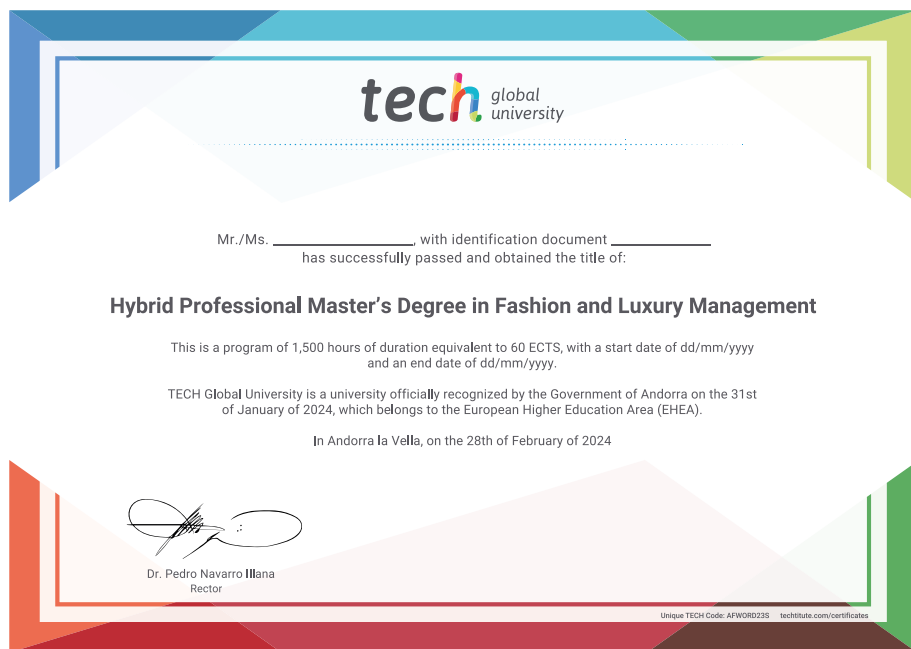 tech global university
Mr./Ms. ____________, with identification document ____________
has successfully passed and obtained the title of:
Hybrid Professional Master's Degree in Fashion and Luxury Management
This is a program of 1,500 hours of duration equivalent to 60 ECTS, with a start date of dd/mm/yyyy
and an end date of dd/mm/yyyy.
TECH Global University is a university officially recognized by the Government of Andorra on the 31st
of January of 2024, which belongs to the European Higher Education Area (EHEA).
In Andorra la Vella, on the 28th of February of 2024
Dr. Pedro Navarro Illana
Rector
Unique TECH Code: AFWORD23S techtitute.com/certificates